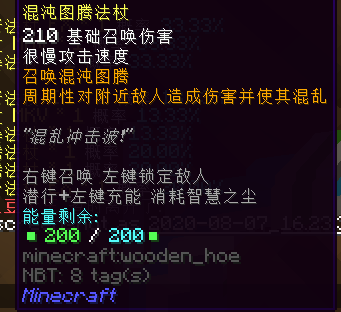 混沌图腾法杖
210 基础召唤伤害
很慢攻击速度
召唤混沌图腾
周期性对附近敌人造成伤害并使其混乱
"混乱冲击波!"
右键召唤 左键锁定敌人
潜行+左键充能 消耗智慧之尘
能量剩余:
▪ 200 / 200 ▪
minecraft:wooden_hoe
NBT: 8 tag(s)
Minecraft